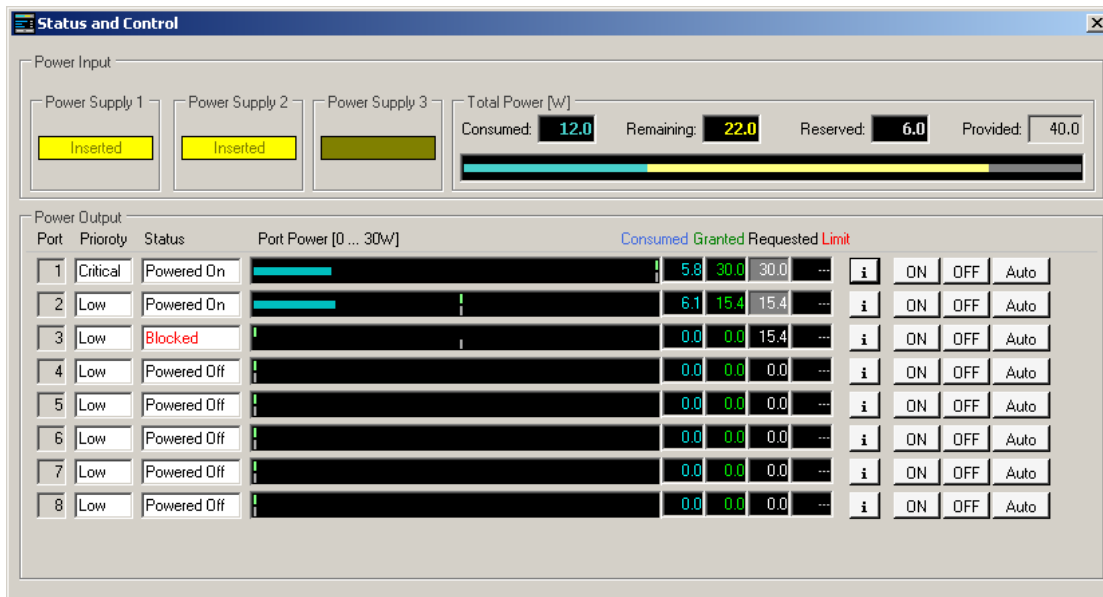 Status and Control
Power Input
Power Supply 1 Power Supply 2 Power Supply 3 Total Power [W]
Consumed: 12.0 Remaining: 22.0 Reserved: 6.0 Provided: 40.0
Inserted Inserted
Power Output
Port Prioroty Status Port Power [0 ... 30W] Consumed Granted Requested Limit
1 Critical Powered On 5.8 30.0 30.0 --- i ON OFF Auto
2 Low Powered On 6.1 15.4 15.4 --- i ON OFF Auto
3 Low Blocked 0.0 0.0 15.4 --- i ON OFF Auto
4 Low Powered Off 0.0 0.0 0.0 --- i ON OFF Auto
5 Low Powered Off 0.0 0.0 0.0 --- i ON OFF Auto
6 Low Powered Off 0.0 0.0 0.0 --- i ON OFF Auto
7 Low Powered Off 0.0 0.0 0.0 --- i ON OFF Auto
8 Low Powered Off 0.0 0.0 0.0 --- i ON OFF Auto